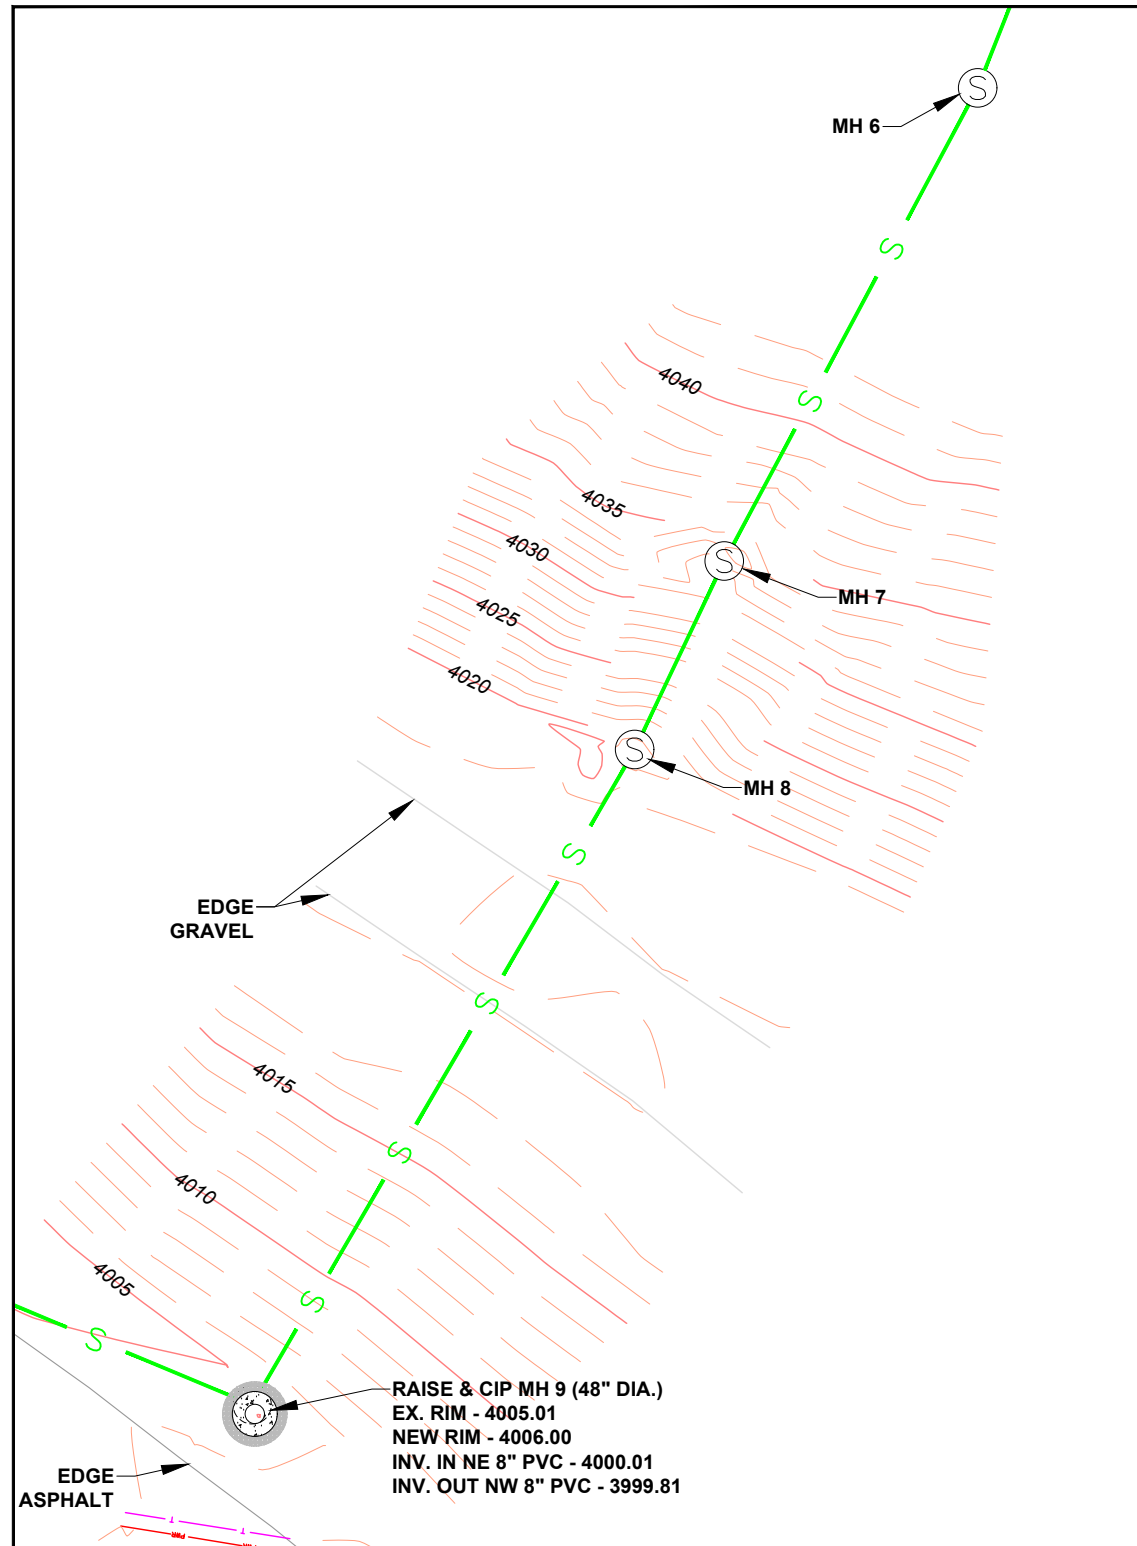 S
MH 6
S
4040
S
4035
4030
S
MH 7
4025
4020
S
MH 8
S
EDGE
GRAVEL
S
4015
S
4010
4005
S
S
RAISE & CIP MH 9 (48" DIA.)
EX. RIM - 4005.01
NEW RIM - 4006.00
INV. IN NE 8" PVC - 4000.01
INV. OUT NW 8" PVC - 3999.81
EDGE
ASPHALT
T
T
PWR